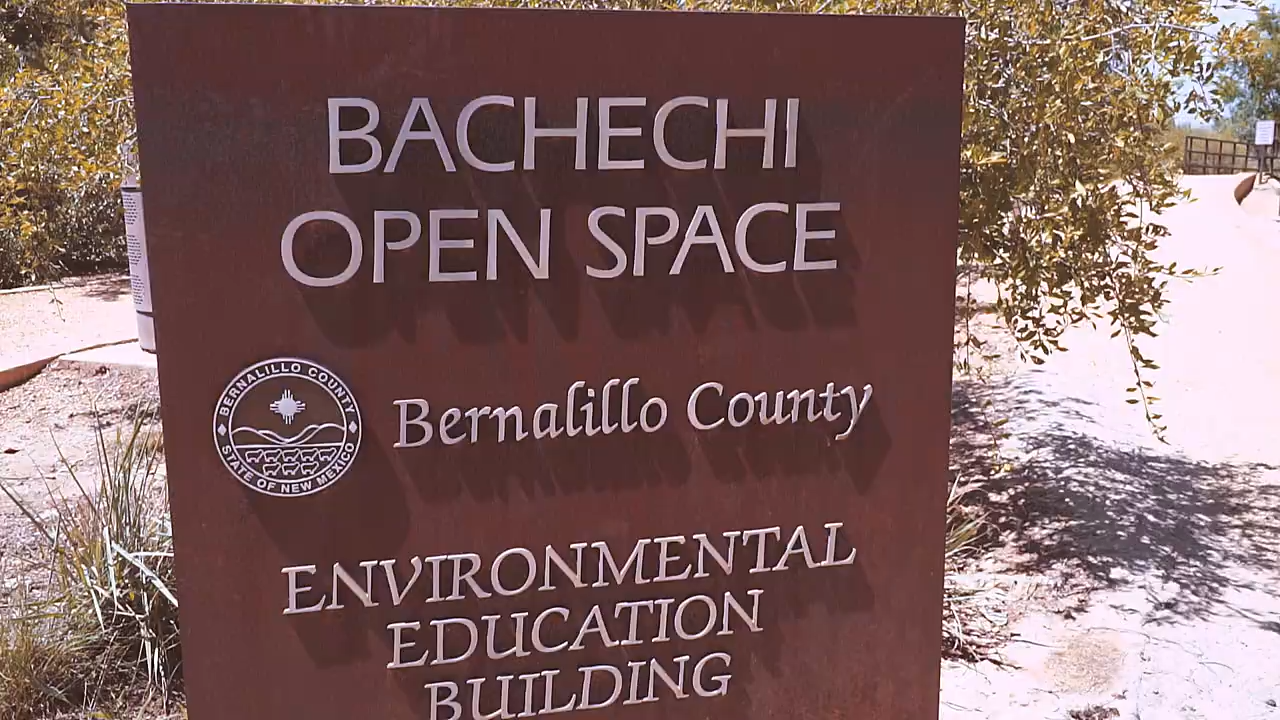 BACHECHI
OPEN SPACE
BERNALILLO COUNTY
STATE OF NEW MEXICO
Bernalillo County
ENVIRONMENTAL
EDUCATION
BUILDING